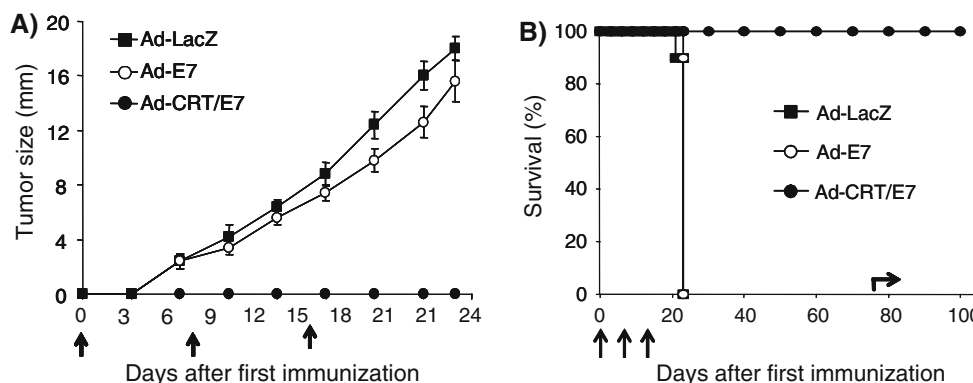 A)
Ad-LacZ
Ad-E7
Ad-CRT/E7
Tumor size (mm)
20
16
12
8
4
0
0 3 6 9 12 15 18 21 21 24
Days after first immunization
B)
100
80
60
40
20
0
Survival (%)
Ad-LacZ
Ad-E7
Ad-CRT/E7
0 20 40 60 80 100
Days after first immunization